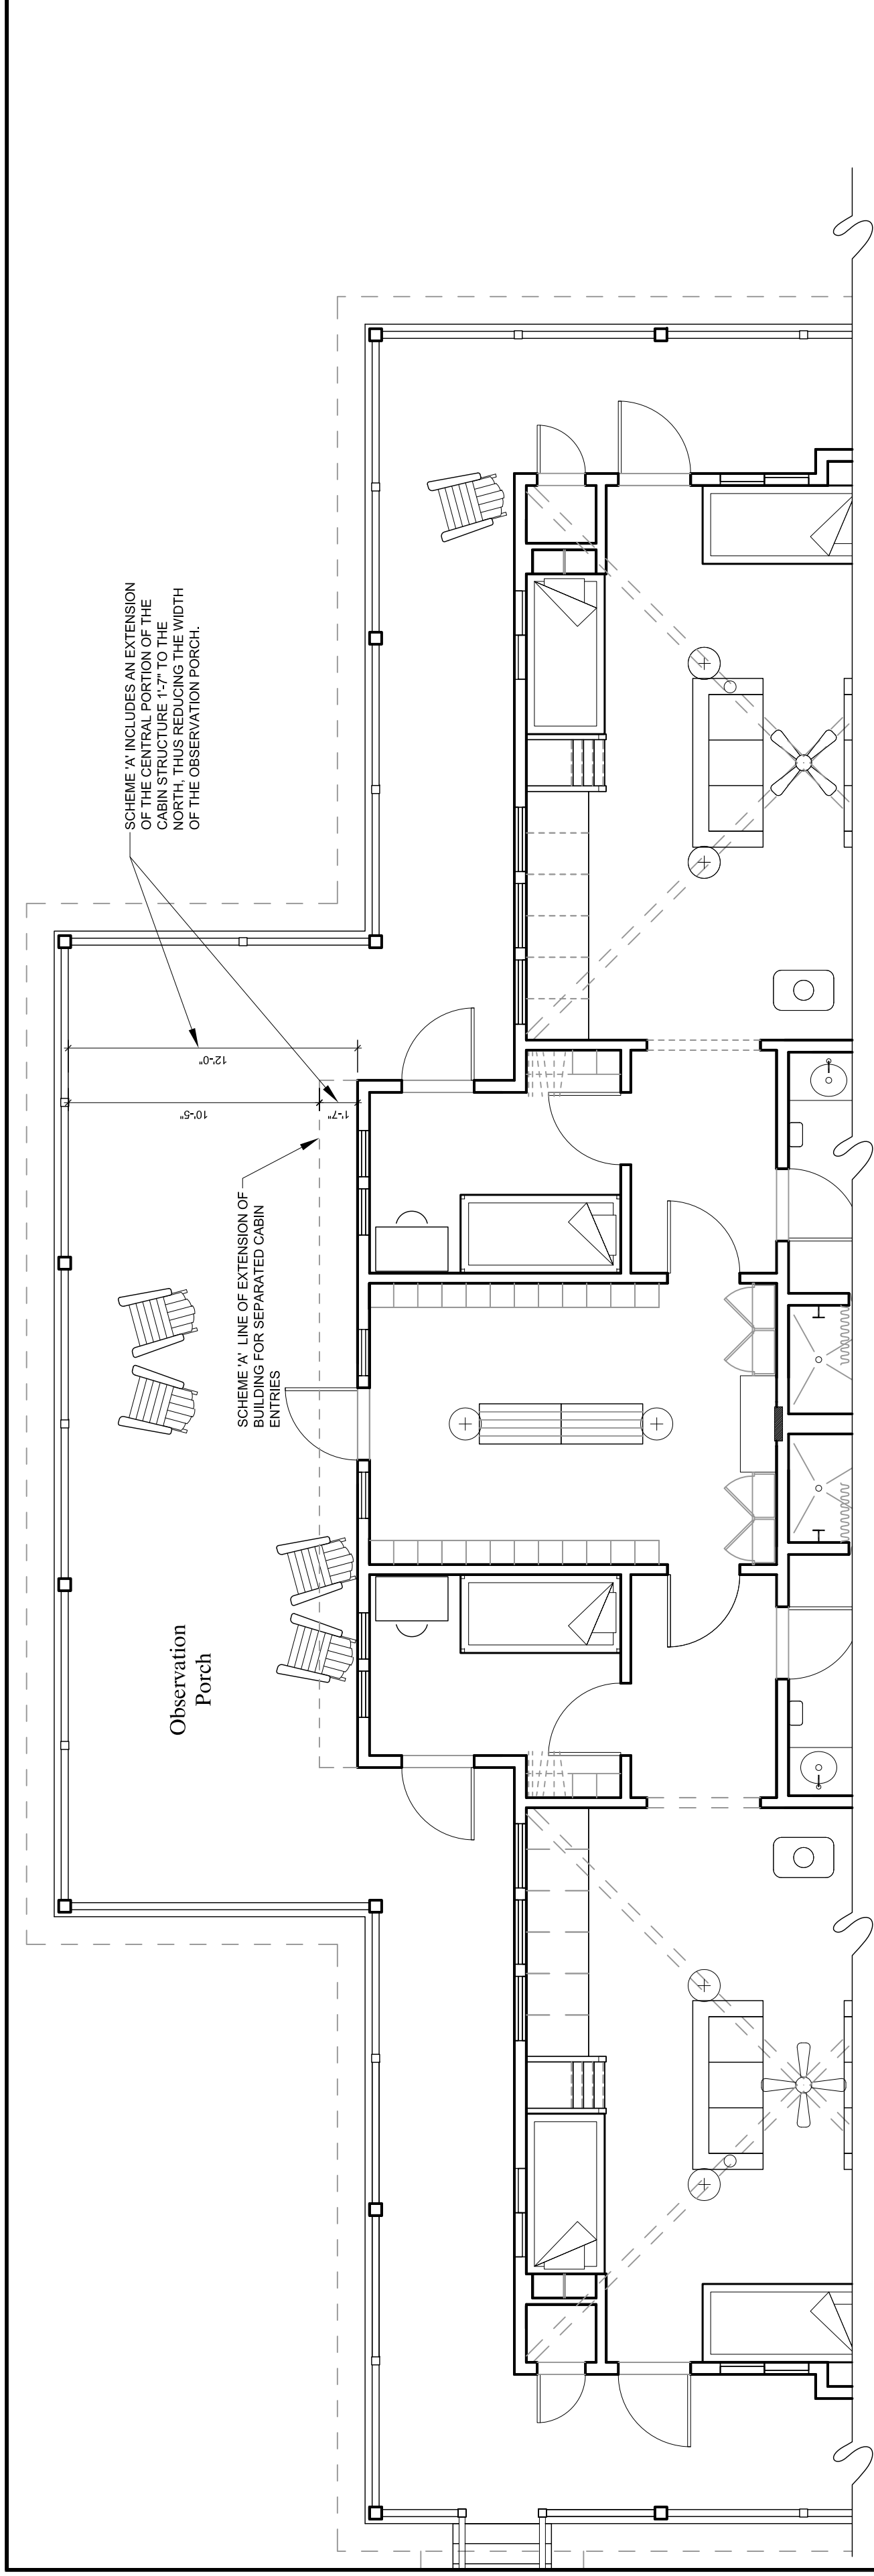 SCHEME 'A' INCLUDES AN EXTENSION
OF THE CENTRAL PORTION OF THE
CABIN STRUCTURE 1'-7" TO THE
NORTH, THUS REDUCING THE WIDTH
OF THE OBSERVATION PORCH.
12'-0"
10'-5"
1'-7"
SCHEME 'A' LINE OF EXTENSION OF
BUILDING FOR SEPARATED CABIN
ENTRIES
Observation
Porch